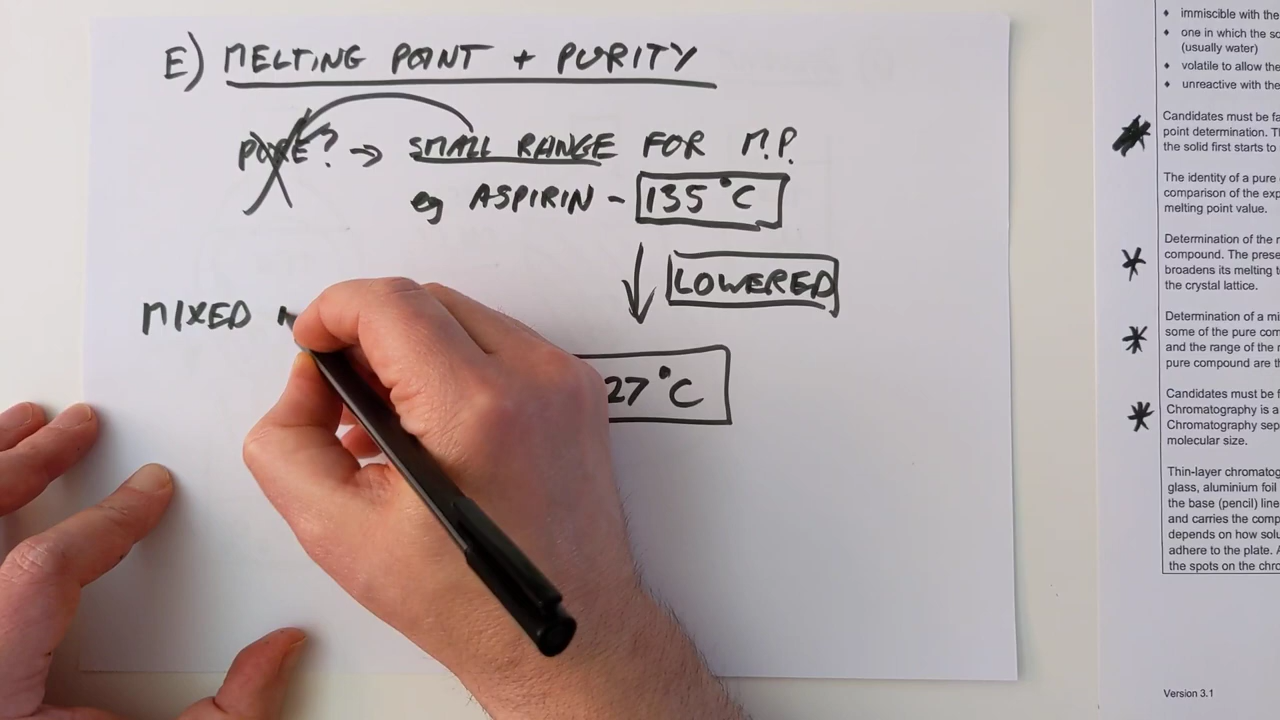 E) MELTING POINT + PURITY
PURE? → SMALL RANGE FOR M.P.
eg ASPIRIN - 135°C
LOWERED
MIXED
27°C
♦ immiscible with the
♦ one in which the so
(usually water)
♦ volatile to allow the
♦ unreactive with the
Candidates must be fa
point determination. Th
the solid first starts to
The identity of a pure
comparison of the exp
melting point value.
Determination of the m
compound. The prese
broadens its melting t
the crystal lattice.
Determination of a mi
some of the pure com
and the range of the m
pure compound are th
Candidates must be f
Chromatography is a
Chromatography sep
molecular size.
Thin-layer chromatog
glass, aluminium foil
the base (pencil) line
and carries the comp
depends on how solu
adhere to the plate. A
the spots on the chro
Version 3.1